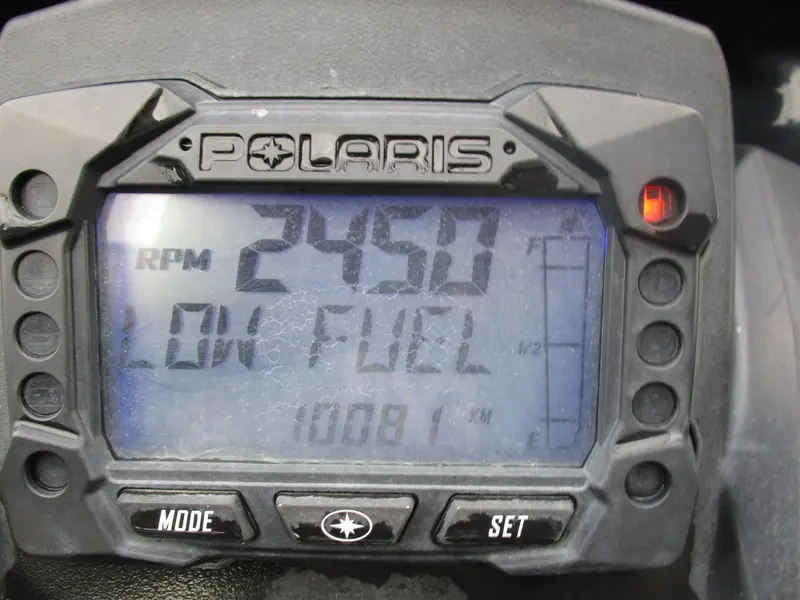 POLARIS
RPM 2450
F
LOW FUEL
1/2
10081 KM
E
MODE
SET